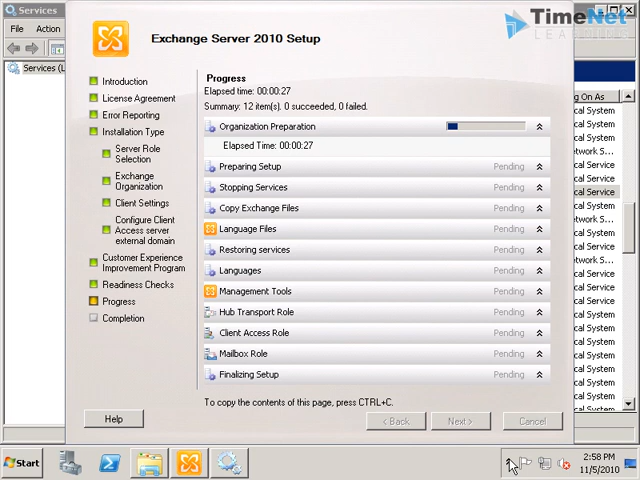 Services
File
Action
Services (L
TimeNet
LEARNING
Exchange Server 2010 Setup
Introduction
License Agreement
Error Reporting
Installation Type
Server Role
Selection
Exchange
Organization
Client Settings
Configure Client
Access server
external domain
Customer Experience
Improvement Program
Readiness Checks
Progress
Completion
Progress
Elapsed time: 00:00:27
Summary: 12 item(s). 0 succeeded, 0 failed.
Organization Preparation
Elapsed Time: 00:00:27
Preparing Setup Pending
Stopping Services Pending
Copy Exchange Files Pending
Language Files Pending
Restoring services Pending
Languages Pending
Management Tools Pending
Hub Transport Role Pending
Client Access Role Pending
Mailbox Role Pending
Finalizing Setup Pending
To copy the contents of this page, press CTRL+C.
Help
< Back
Next >
Cancel
g On As
cal System
cal System
cal System
etwork S...
cal Service
cal System
cal Service
cal Service
cal System
cal System
cal System
etwork S...
cal Service
cal System
cal Service
cal Service
cal System
cal System
cal System
cal System
cal System
cal System
Start
2:58 PM
11/5/2010